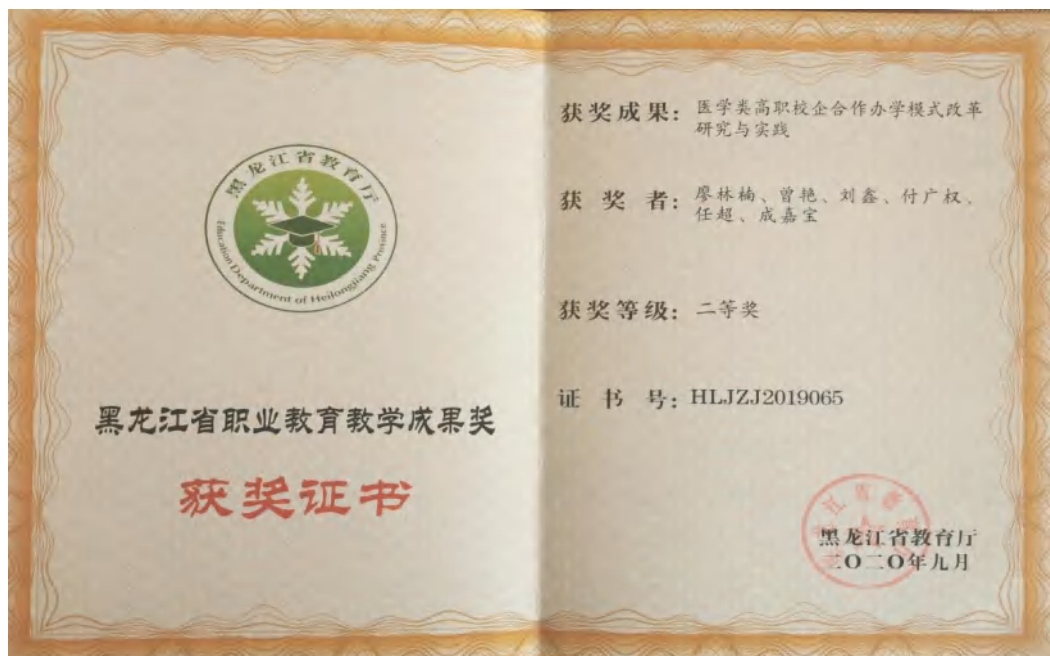 黑龙江省教育厅
Education Department of Heilongjiang Province
黑龙江省职业教育教学成果奖
获奖证书
获奖成果：医学类高职校企合作办学模式改革
研究与实践
获奖者：廖林楠、曾艳、刘鑫、付广权、
任超、成嘉宝
获奖等级：二等奖
证书号：HLJZJ2019065
黑龙江省教育厅
二〇二〇年九月